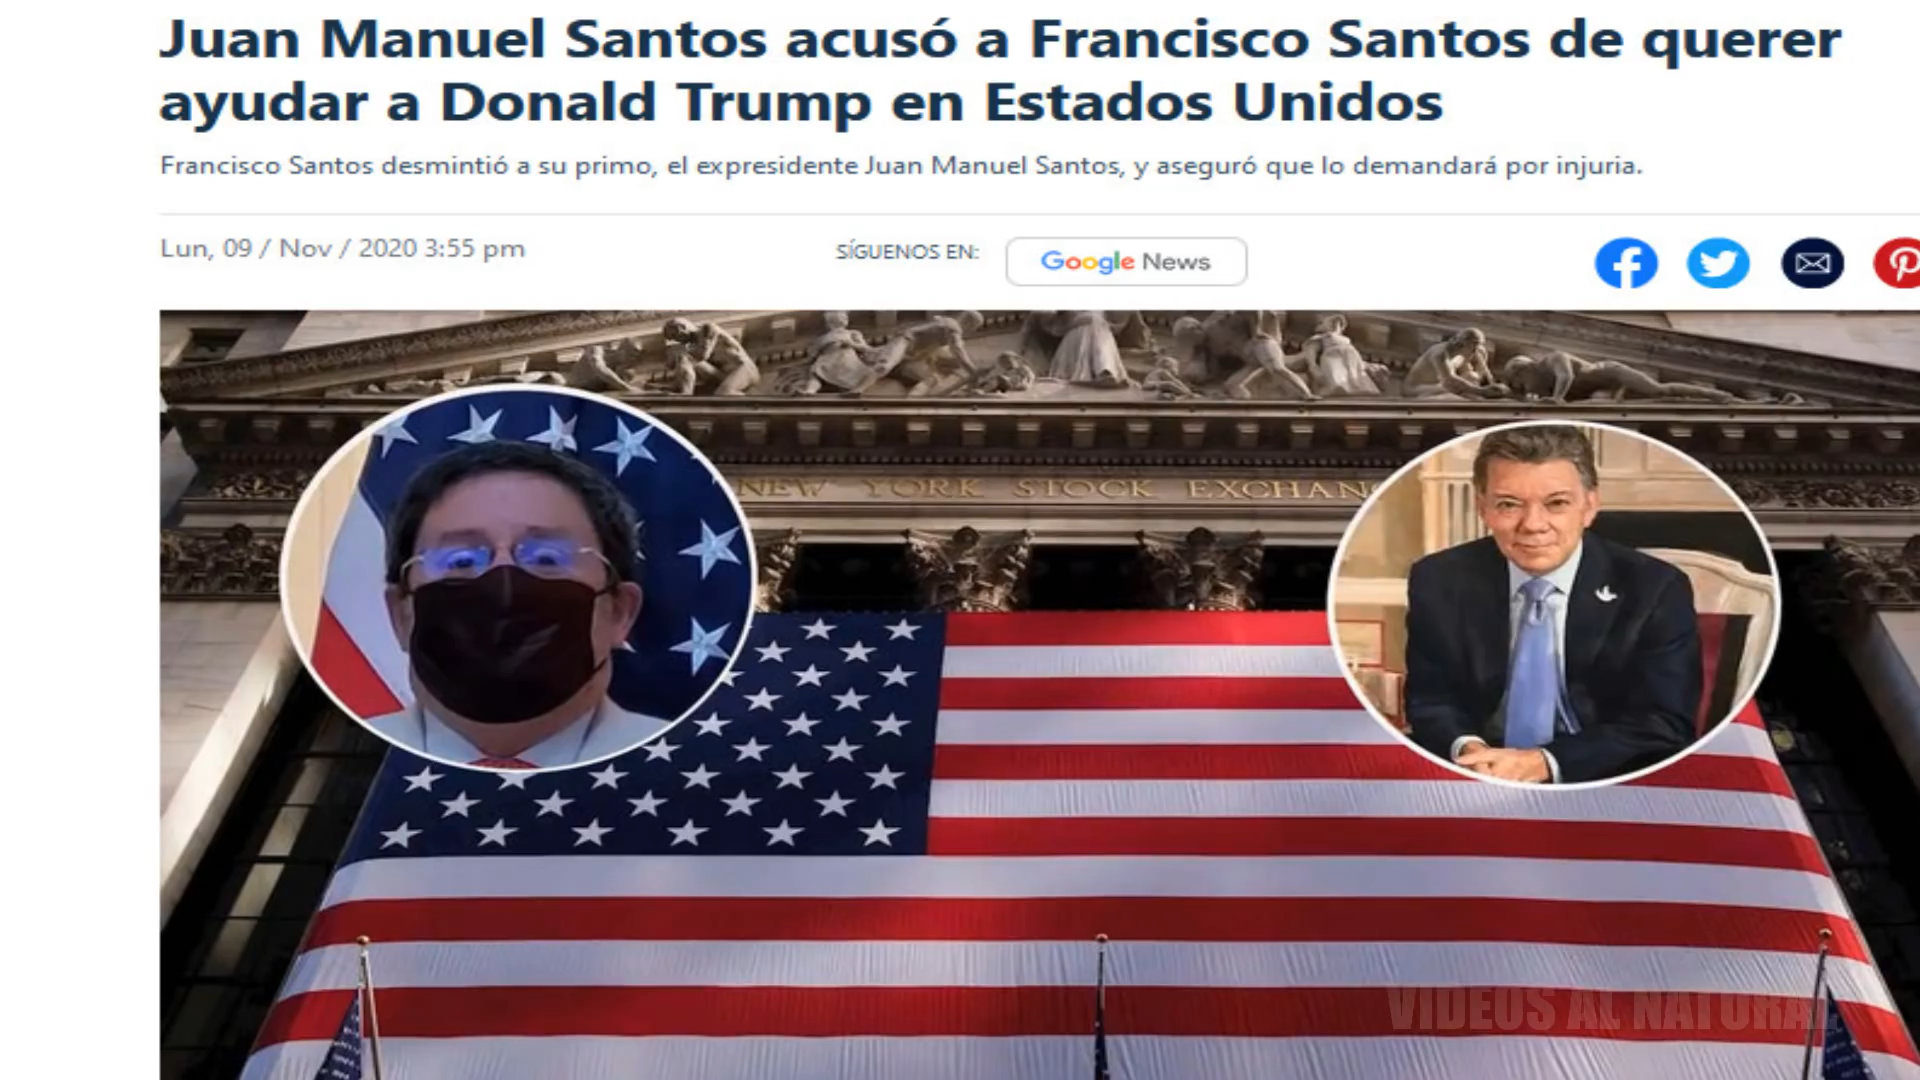 Juan Manuel Santos acusó a Francisco Santos de querer
ayudar a Donald Trump en Estados Unidos
Francisco Santos desmintió a su primo, el expresidente Juan Manuel Santos, y aseguró que lo demandará por injuria.
Lun, 09 / Nov / 2020 3:55 pm
SÍGUENOS EN:
Google News
NEW YORK STOCK EXCHAN
VIDEOS AL NATURAL